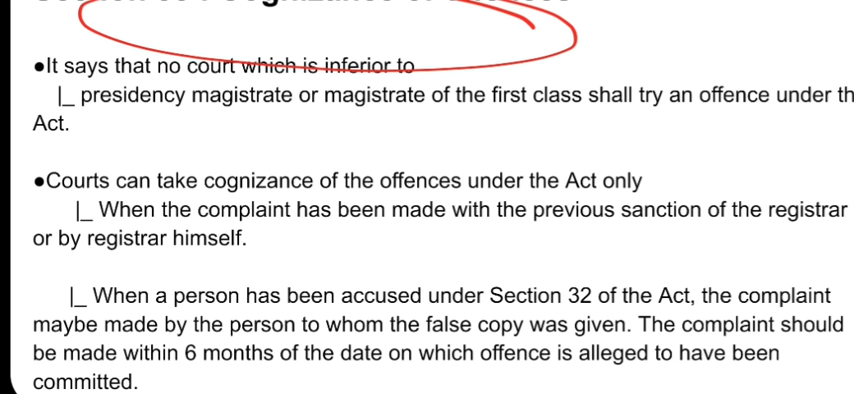 ●It says that no court which is inferior to
|_ presidency magistrate or magistrate of the first class shall try an offence under th
Act.
●Courts can take cognizance of the offences under the Act only
|_ When the complaint has been made with the previous sanction of the registrar
or by registrar himself.
|_ When a person has been accused under Section 32 of the Act, the complaint
maybe made by the person to whom the false copy was given. The complaint should
be made within 6 months of the date on which offence is alleged to have been
committed.